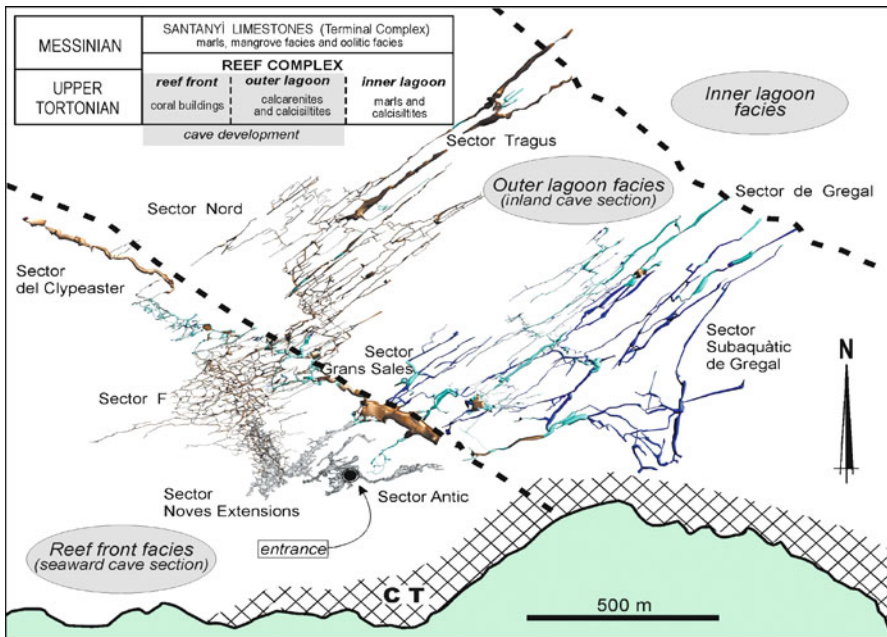 MESSINIAN
SANTANYÍ LIMESTONES (Terminal Complex)
marls, mangrove facies and oolitic facies
UPPER
TORTONIAN
REEF COMPLEX
reef front
outer lagoon
inner lagoon
coral buildings
calcarenites
and calcisiltites
marls and
calcisiltites
cave development
Inner lagoon
facies
Sector Tragus
Outer lagoon facies
(inland cave section)
Sector de Gregal
Sector Nord
Sector
del Clypeaster
Sector
Grans Sales
Sector
Subaquàtic
de Gregal
N
Sector F
Sector
Noves Extensions
Sector Antic
entrance
Reef front facies
(seaward cave section)
C T
500 m